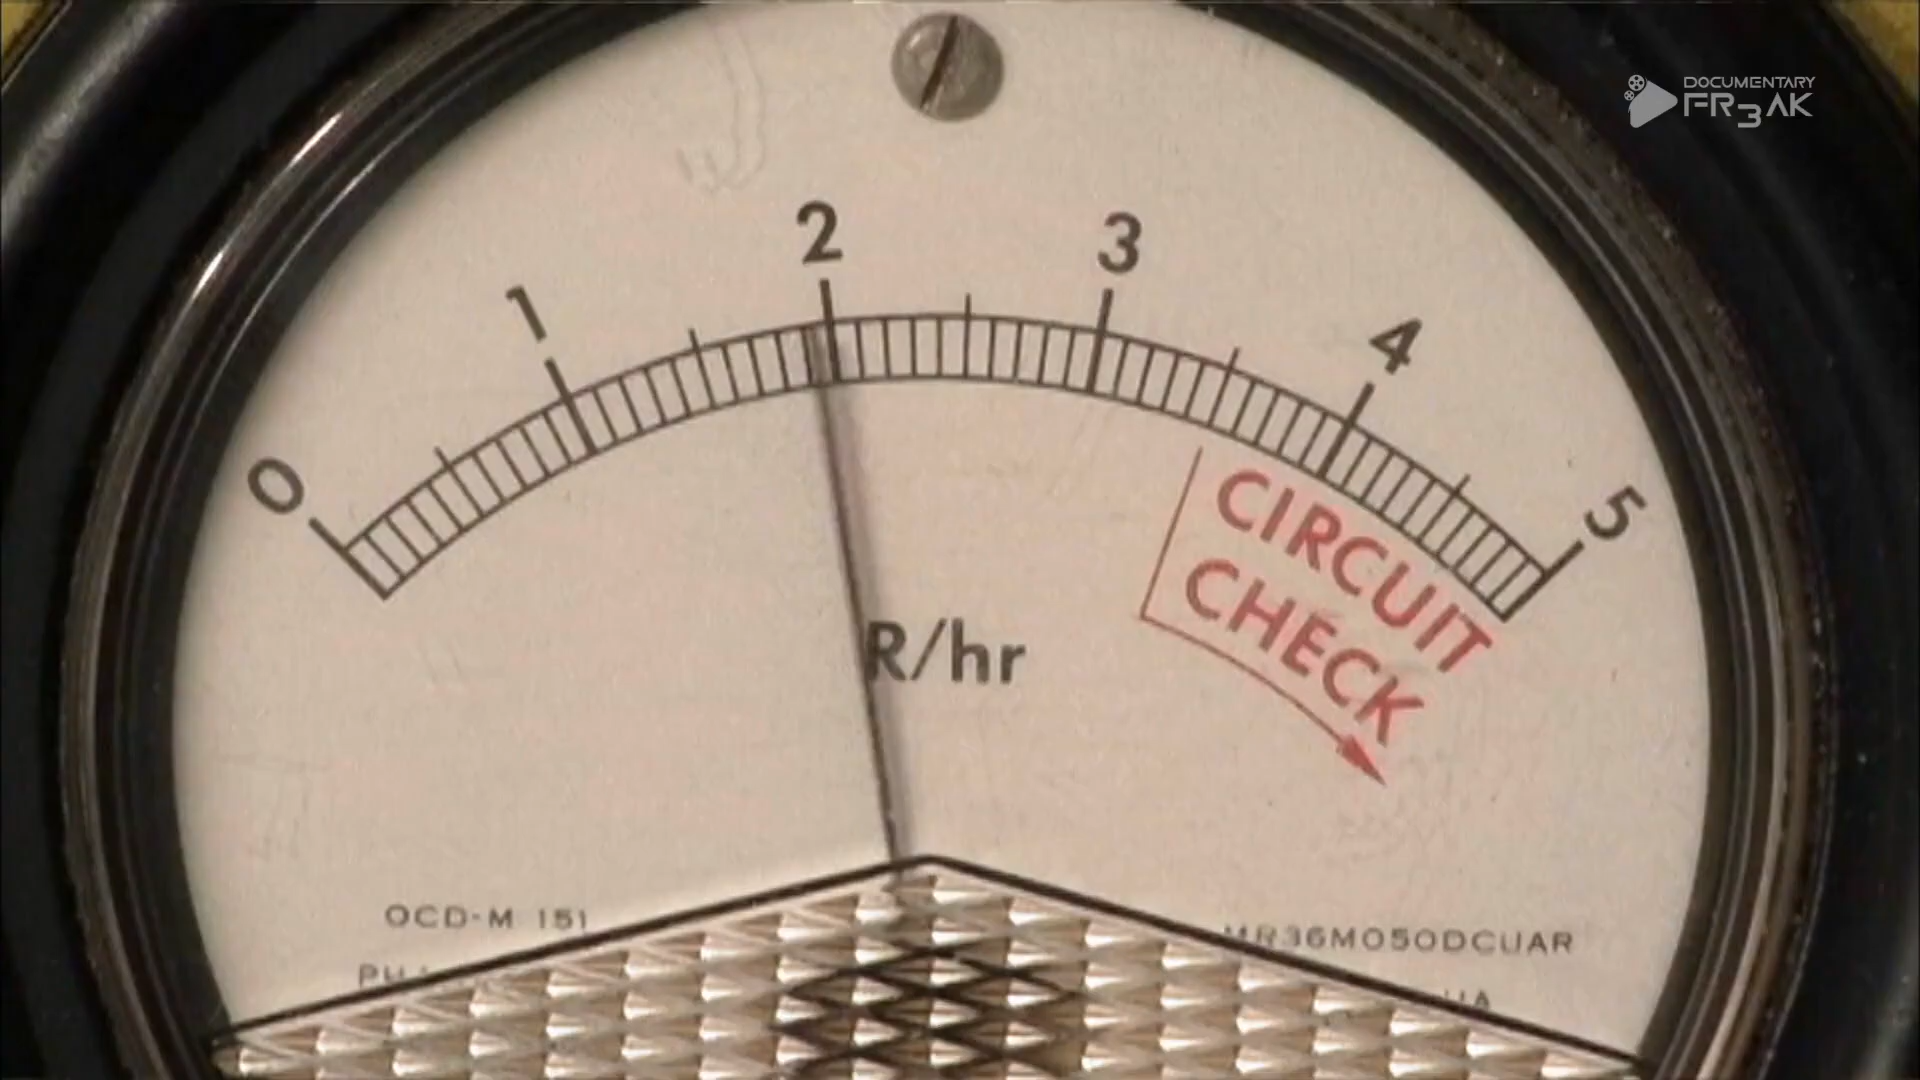 DOCUMENTARY
FR3AK
0 1 2 3 4 5
R/hr
CIRCUIT
CHECK
OCD-M 151
MR36M050DCUAR